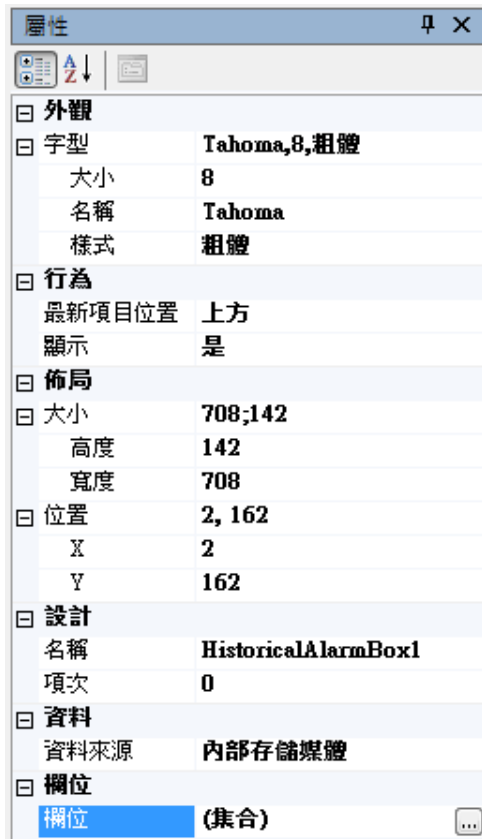 屬性
外觀
字型 Tahoma,8,粗體
大小 8
名稱 Tahoma
樣式 粗體
行為
最新項目位置 上方
顯示 是
佈局
大小 708;142
高度 142
寬度 708
位置 2, 162
X 2
Y 162
設計
名稱 HistoricalAlarmBox1
項次 0
資料
資料來源 內部存儲媒體
欄位
欄位 (集合) ...